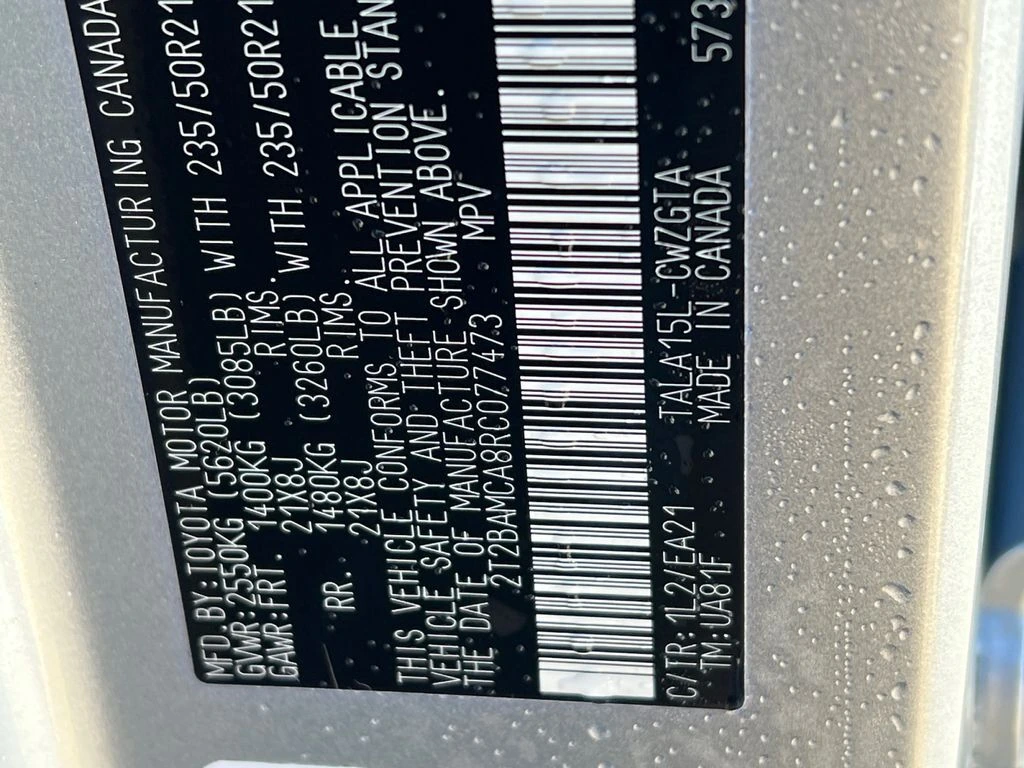 MFD.BY:TOYOTA MOTOR MANUFACTURING CANADA
GVWR:2550KG (5620LB)
GAWR:FRT. 1400KG (3085LB) WITH 235/50R21
21X8J RIMS.
RR. 1480KG (3260LB) WITH 235/50R21
21X8J RIMS.
THIS VEHICLE CONFORMS TO ALL APPLICABLE
VEHICLE SAFETY AND THEFT PREVENTION STAN
THE DATE OF MANUFACTURE SHOWN ABOVE.
2T2BAMCA8RC077473 MPV
C/TR:1L2/EA21 TALA15L-CWZGTA 573
TM:UA81F MADE IN CANADA